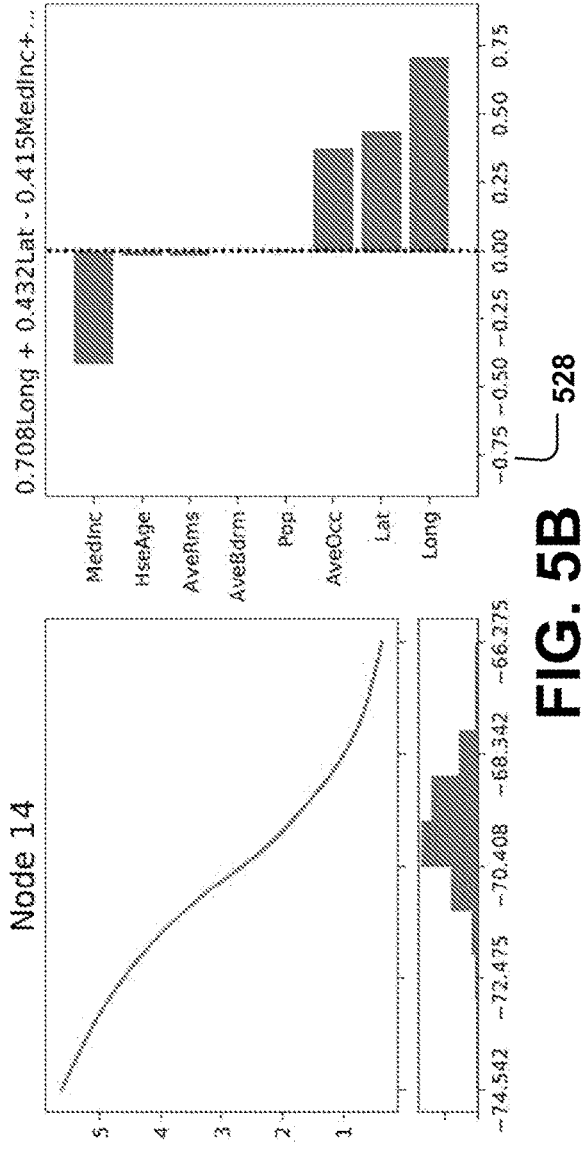 Node 14
5
4
3
2
1
−74.542 −72.475 −70.408 −68.342 −66.275
0.708Long + 0.432Lat - 0.415MedInc+...
MedInc
HseAge
AveRms
AveBdrm
Pop
AveOcc
Lat
Long
−0.75 −0.50 −0.25 0.00 0.25 0.50 0.75
528
FIG. 5B